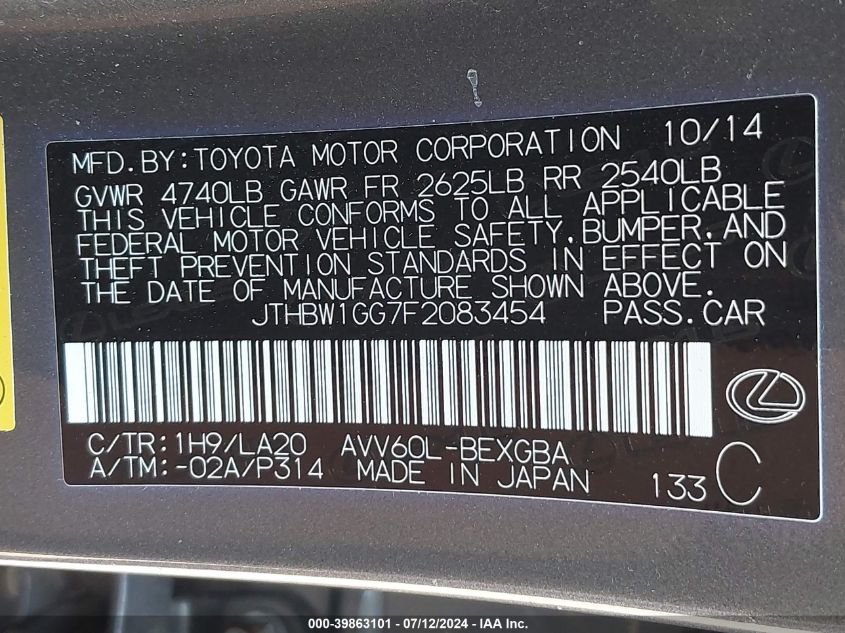 MFD.BY:TOYOTA MOTOR CORPORATION 10/14
GVWR 4740LB GAWR FR 2625LB RR 2540LB
THIS VEHICLE CONFORMS TO ALL APPLICABLE
FEDERAL MOTOR VEHICLE SAFETY,BUMPER,AND
THEFT PREVENTION STANDARDS IN EFFECT ON
THE DATE OF MANUFACTURE SHOWN ABOVE.
JTHBW1GG7F2083454 PASS.CAR
C/TR:1H9/LA20 AVV60L-BEXGBA
A/TM:-02A/P314 MADE IN JAPAN 133 C
000-39863101 - 07/12/2024 - IAA Inc.